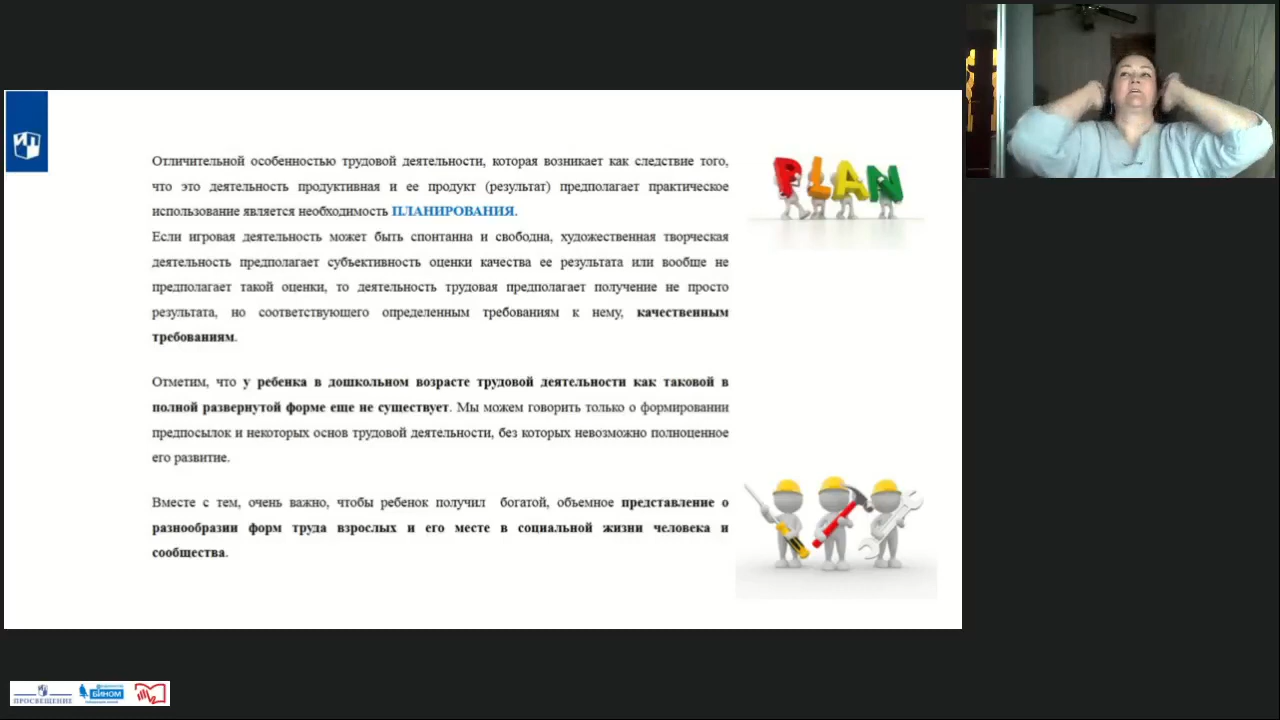 ИП
Отличительной особенностью трудовой деятельности, которая возникает как следствие того,
что это деятельность продуктивная и ее продукт (результат) предполагает практическое
использование является необходимость ПЛАНИРОВАНИЯ.
Если игровая деятельность может быть спонтанна и свободна, художественная творческая
деятельность предполагает субъективность оценки качества ее результата или вообще не
предполагает такой оценки, то деятельность трудовая предполагает получение не просто
результата, но соответствующего определенным требованиям к нему, качественным
требованиям.
Отметим, что у ребенка в дошкольном возрасте трудовой деятельности как таковой в
полной развернутой форме еще не существует. Мы можем говорить только о формировании
предпосылок и некоторых основ трудовой деятельности, без которых невозможно полноценное
его развитие.
Вместе с тем, очень важно, чтобы ребенок получил богатой, объемное представление о
разнообразии форм труда взрослых и его месте в социальной жизни человека и
сообщества.
PLAN
ПРОСВЕЩЕНИЕ
БИНОМ